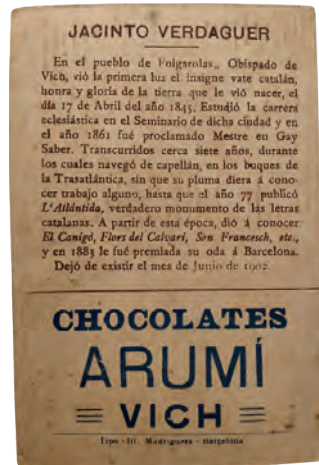 JACINTO VERDAGUER
En el pueblo de Folgarolas, Obispado de
Vich, vió la primera luz el insigne vate catalán,
honra y gloria de la tierra que le vió nacer, el
día 17 de Abril del año 1845. Estudió la carrera
eclesiástica en el Seminario de dicha ciudad y en
el año 1861 fué proclamado Mestre en Gay
Saber. Transcurridos cerca siete años, durante
los cuales navegó de capellán, en los buques de
la Trasatlántica, sin que su pluma diera á cono-
cer trabajo alguno, hasta que el año 77 publicó
L'Atlántida, verdadero monumento de las letras
catalanas. A partir de esta época, dió á conocer
El Canigó, Flors del Calvari, Son Francesch, etc.,
y en 1883 le fué premiada su oda á Barcelona.
Dejó de existir el mes de Junio de 1902
CHOCOLATES
ARUMÍ
VICH
Tipo - lit. Madriguera - Barcelona